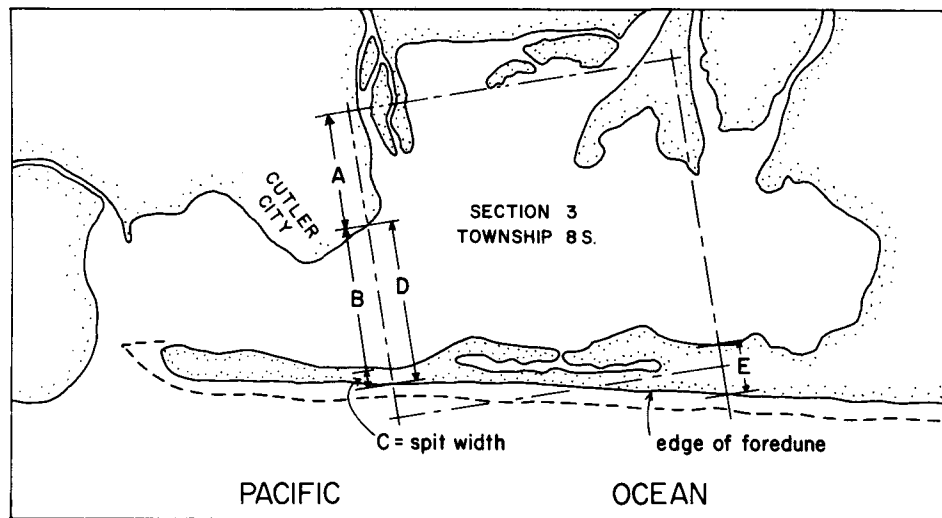 A
CUTLER
CITY
SECTION 3
TOWNSHIP 8 S.
B
D
E
C = spit width
edge of foredune
PACIFIC OCEAN